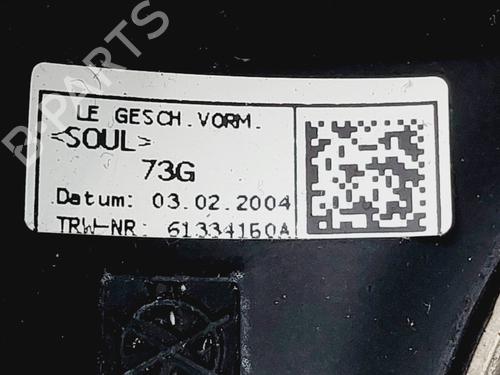 B-PARTS
LE GESCH.VORM.
<SOUL>
73G
Datum: 03.02.2004
TRW-NR: 61334160A